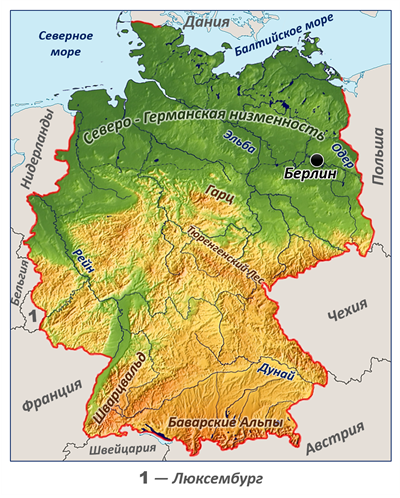 Дания
Северное
море
Балтийское море
Нидерланды
Северо - Германская низменность
Эльба
Одер
Польша
Берлин
Гарц
Тюренгенский лес
Рейн
Бельгия
1
Чехия
Франция
Шварцвальд
Дунай
Баварские Альпы
Австрия
Швейцария
1 — Люксембург